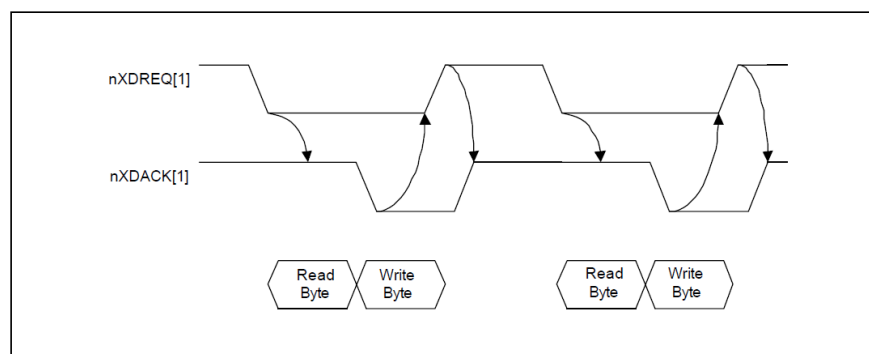 nXDREQ[1]
nXDACK[1]
Read
Byte
Write
Byte
Read
Byte
Write
Byte